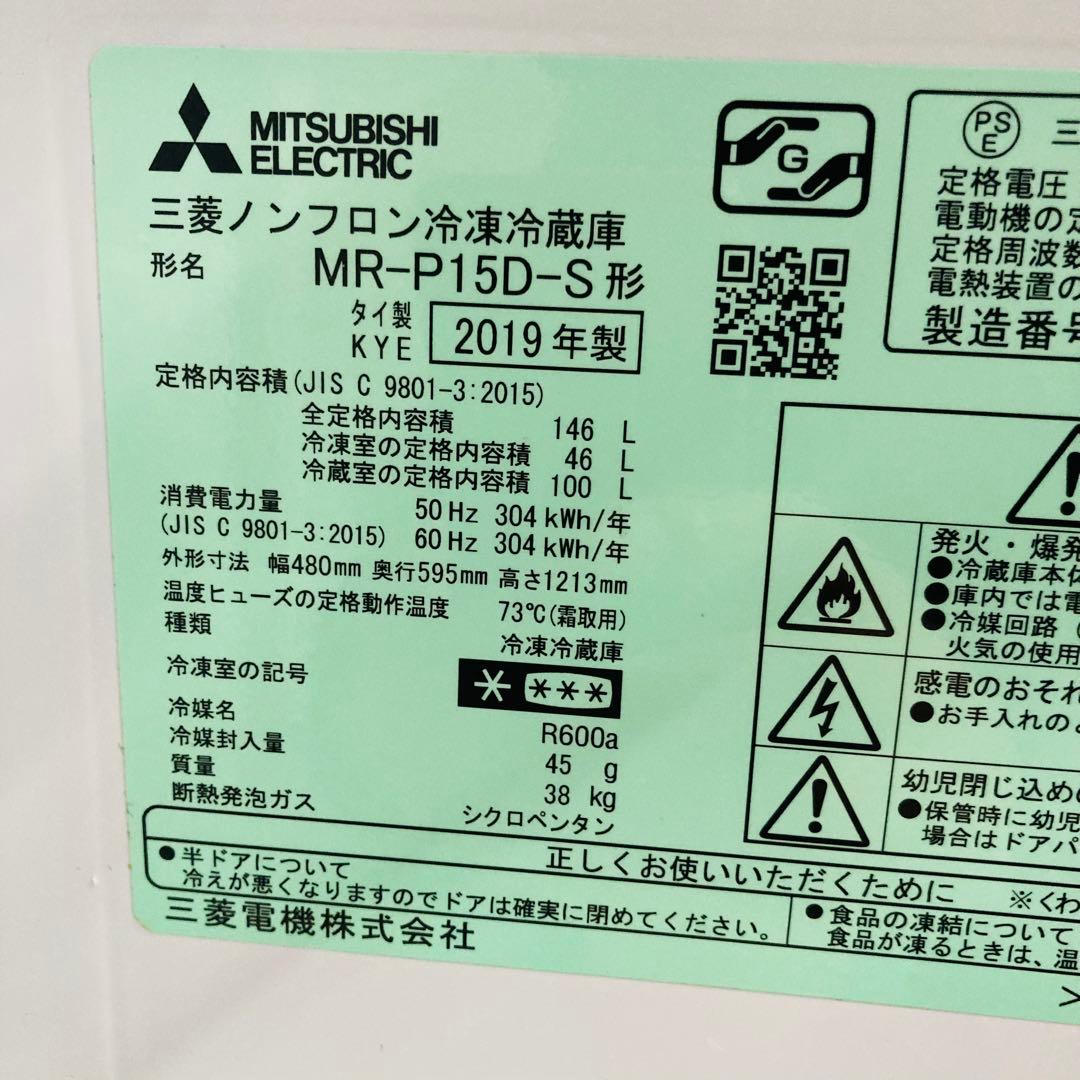 MITSUBISHI
ELECTRIC
三菱ノンフロン冷凍冷蔵庫
形名 MR-P15D-S形
タイ製
KYE 2019年製
定格内容積(JIS C 9801-3:2015)
全定格内容積 146 L
冷凍室の定格内容積 46 L
冷蔵室の定格内容積 100 L
消費電力量 50Hz 304kWh/年
(JIS C 9801-3:2015) 60Hz 304kWh/年
外形寸法 幅480mm 奥行595mm 高さ1213mm
温度ヒューズの定格動作温度 73℃(霜取用)
種類 冷凍冷蔵庫
冷凍室の記号
冷媒名 R600a
冷媒封入量 45 g
質量 38 kg
断熱発泡ガス シクロペンタン
G
PS
E
三
定格電圧
電動機の定
定格周波数
電熱装置の
製造番号
発火・爆発
●冷蔵庫本体
●庫内では電
●冷媒回路(
火気の使用
感電のおそれ
●お手入れの
幼児閉じ込め
●保管時に幼児
場合はドアパ
正しくお使いいただくために
※くわ
●半ドアについて
冷えが悪くなりますのでドアは確実に閉めてください。
●食品の凍結について
食品が凍るときは、温
三菱電機株式会社
>